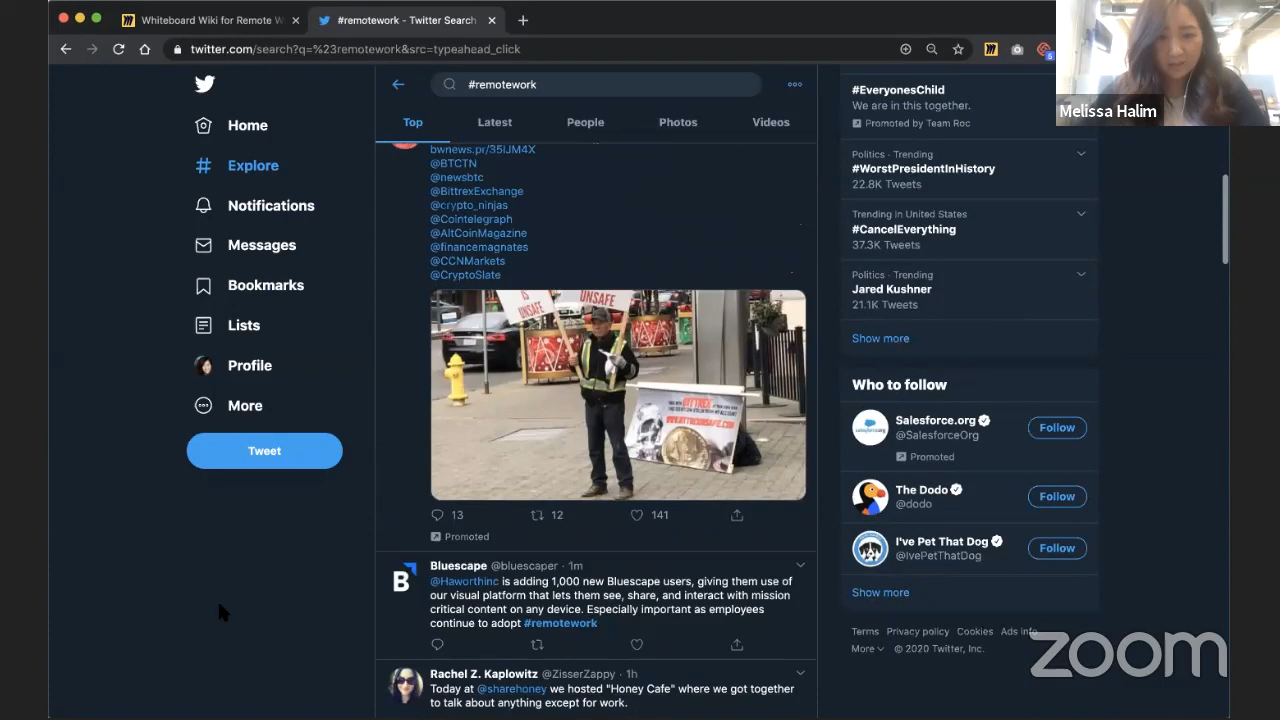 Whiteboard Wiki for Remote W
#remotework - Twitter Search
twitter.com/search?q=%23remotework&src=typeahead_click
6
Melissa Halim
Home
Explore
Notifications
Messages
Bookmarks
Lists
Profile
More
Tweet
#remotework
Top
Latest
People
Photos
Videos
@BTCTN
@newsbtc
@BittrexExchange
@crypto_ninjas
@Cointelegraph
@AltCoinMagazine
@financemagnates
@CCNMarkets
@CryptoSlate
IS
UNSAFE
UNSAFE
BITTREX
13
12
141
Promoted
Bluescape @bluescaper · 1m
@Haworthinc is adding 1,000 new Bluescape users, giving them use of
our visual platform that lets them see, share, and interact with mission
critical content on any device. Especially important as employees
continue to adopt #remotework
Rachel Z. Kaplowitz @ZisserZappy · 1h
Today at @sharehoney we hosted "Honey Cafe" where we got together
to talk about anything except for work.
#EveryonesChild
We are in this together.
Promoted by Team Roc
Politics · Trending
#WorstPresidentInHistory
22.8K Tweets
Trending in United States
#CancelEverything
37.3K Tweets
Politics · Trending
Jared Kushner
21.1K Tweets
Show more
Who to follow
Salesforce.org
@SalesforceOrg
Follow
Promoted
The Dodo
@dodo
Follow
I've Pet That Dog
@IvePetThatDog
Follow
Show more
Terms Privacy policy Cookies Ads info
More © 2020 Twitter, Inc.
zoom